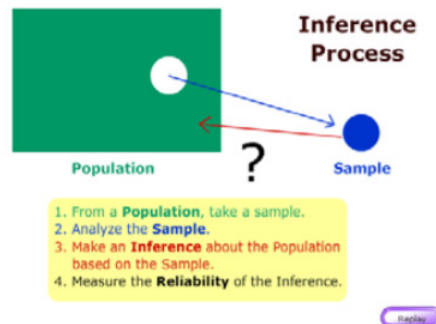 Inference
Process
Population
?
Sample
1. From a Population, take a sample.
2. Analyze the Sample.
3. Make an Inference about the Population
based on the Sample.
4. Measure the Reliability of the Inference.
Replay